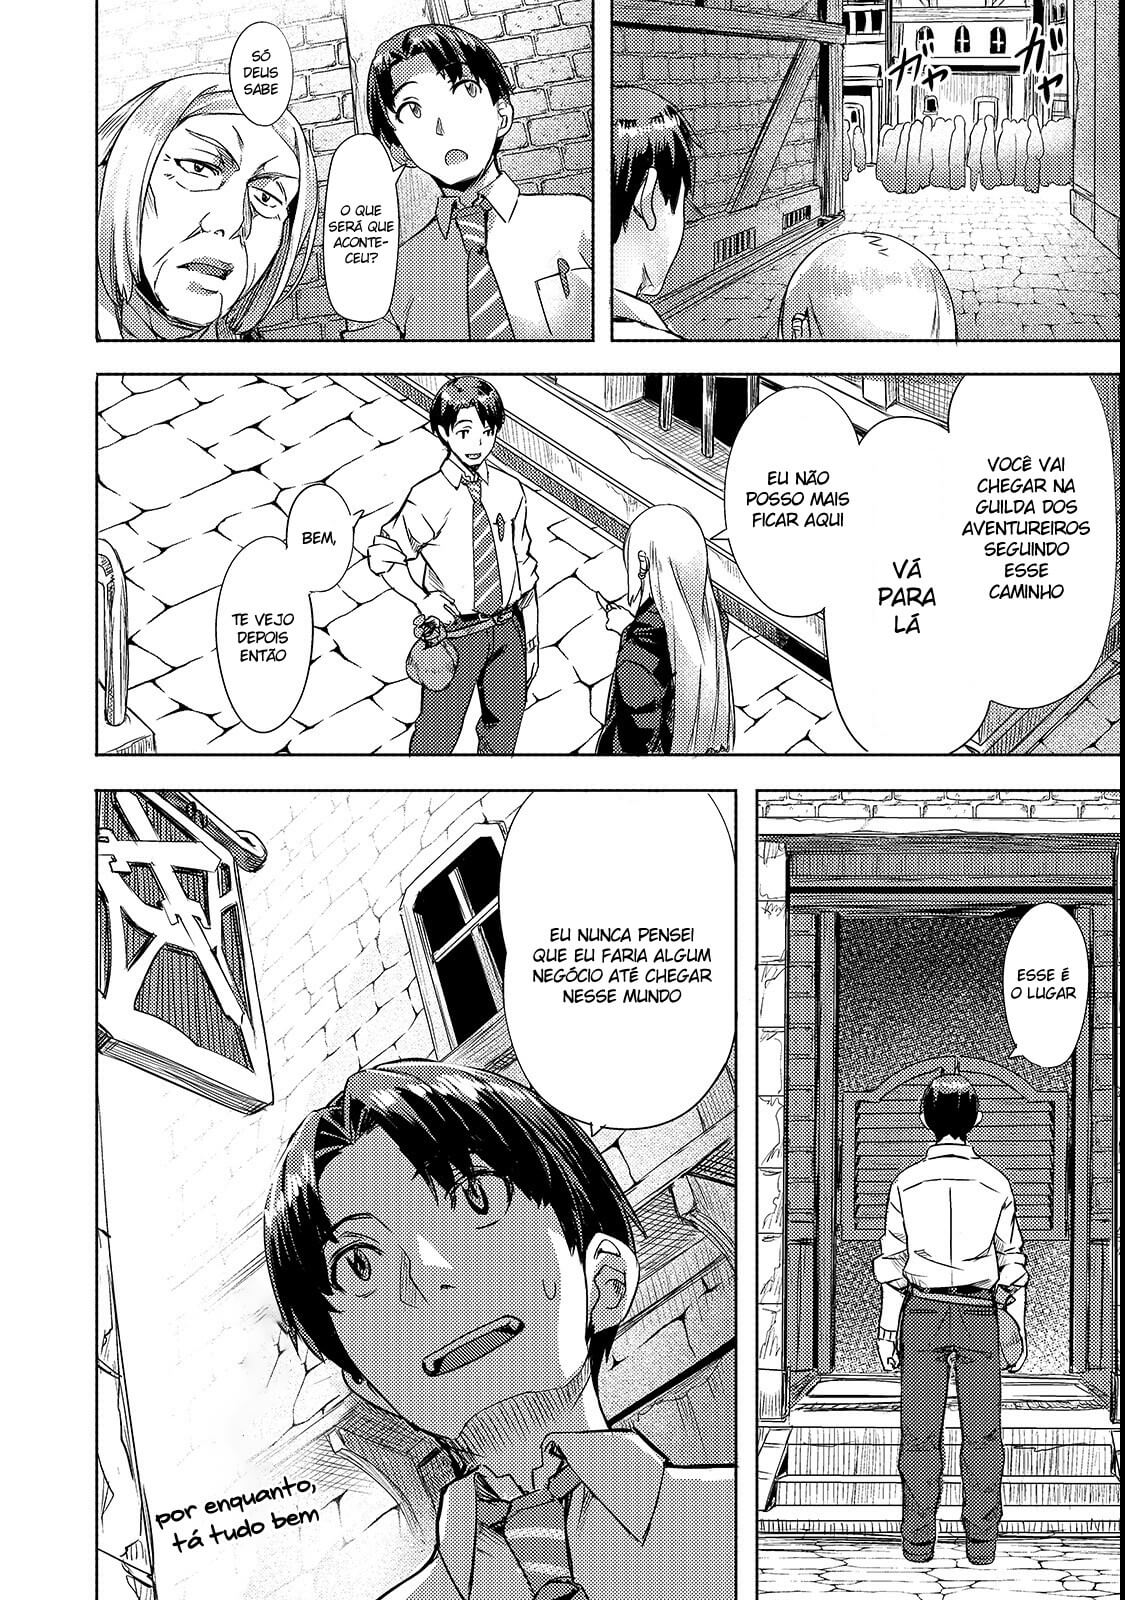 ガヤ
ガヤ
O QUE
SERÁ QUE
ACONTE-
CEU?
SÓ
DEUS
SABE
VOCÊ VAI
CHEGAR NA
GUILDA DOS
AVENTUREIROS
SEGUINDO
ESSE
CAMINHO
VÁ
PARA
LÁ
EU NÃO
POSSO MAIS
FICAR AQUI
BEM,
TE VEJO
DEPOIS
ENTÃO
ESSE É
O LUGAR
EU NUNCA PENSEI
QUE EU FARIA ALGUM
NEGÓCIO ATÉ CHEGAR
NESSE MUNDO
por enquanto,
tá tudo bem